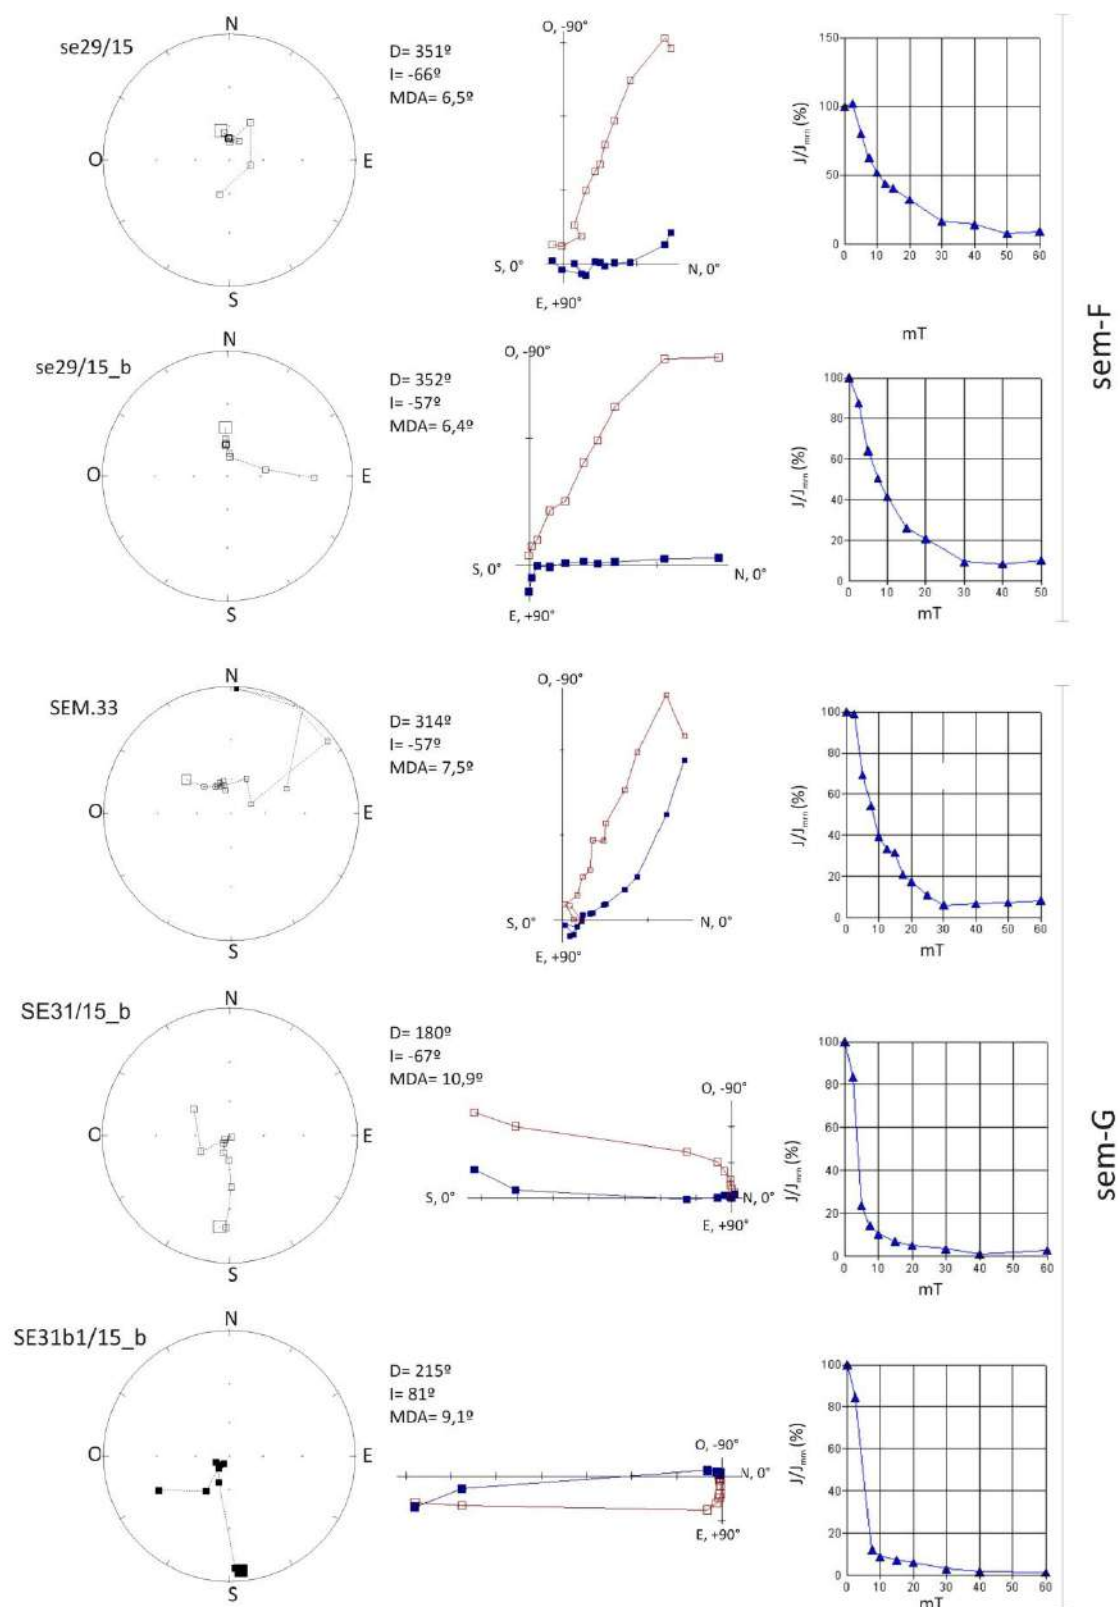 se29/15
N
O
E
S
D= 351º
I= -66º
MDA= 6,5º
O, -90°
S, 0°
N, 0°
E, +90°
J/Jmrn (%)
150
100
50
0
0 10 20 30 40 50 60
mT
se29/15_b
N
O
E
S
D= 352º
I= -57º
MDA= 6,4º
O, -90°
S, 0°
N, 0°
E, +90°
J/Jmrn (%)
100
80
60
40
20
0
0 10 20 30 40 50
mT
sem-F
SEM.33
N
O
E
S
D= 314º
I= -57º
MDA= 7,5º
O, -90°
S, 0°
N, 0°
E, +90°
J/Jmrn (%)
100
80
60
40
20
0
0 10 20 30 40 50 60
mT
SE31/15_b
N
O
E
S
D= 180º
I= -67º
MDA= 10,9º
O, -90°
S, 0°
N, 0°
E, +90°
J/Jmrn (%)
100
80
60
40
20
0
0 10 20 30 40 50 60
mT
SE31b1/15_b
N
O
E
S
D= 215º
I= 81º
MDA= 9,1º
O, -90°
N, 0°
E, +90°
J/Jmrn (%)
100
80
60
40
20
0
0 10 20 30 40 50 60
mT
sem-G